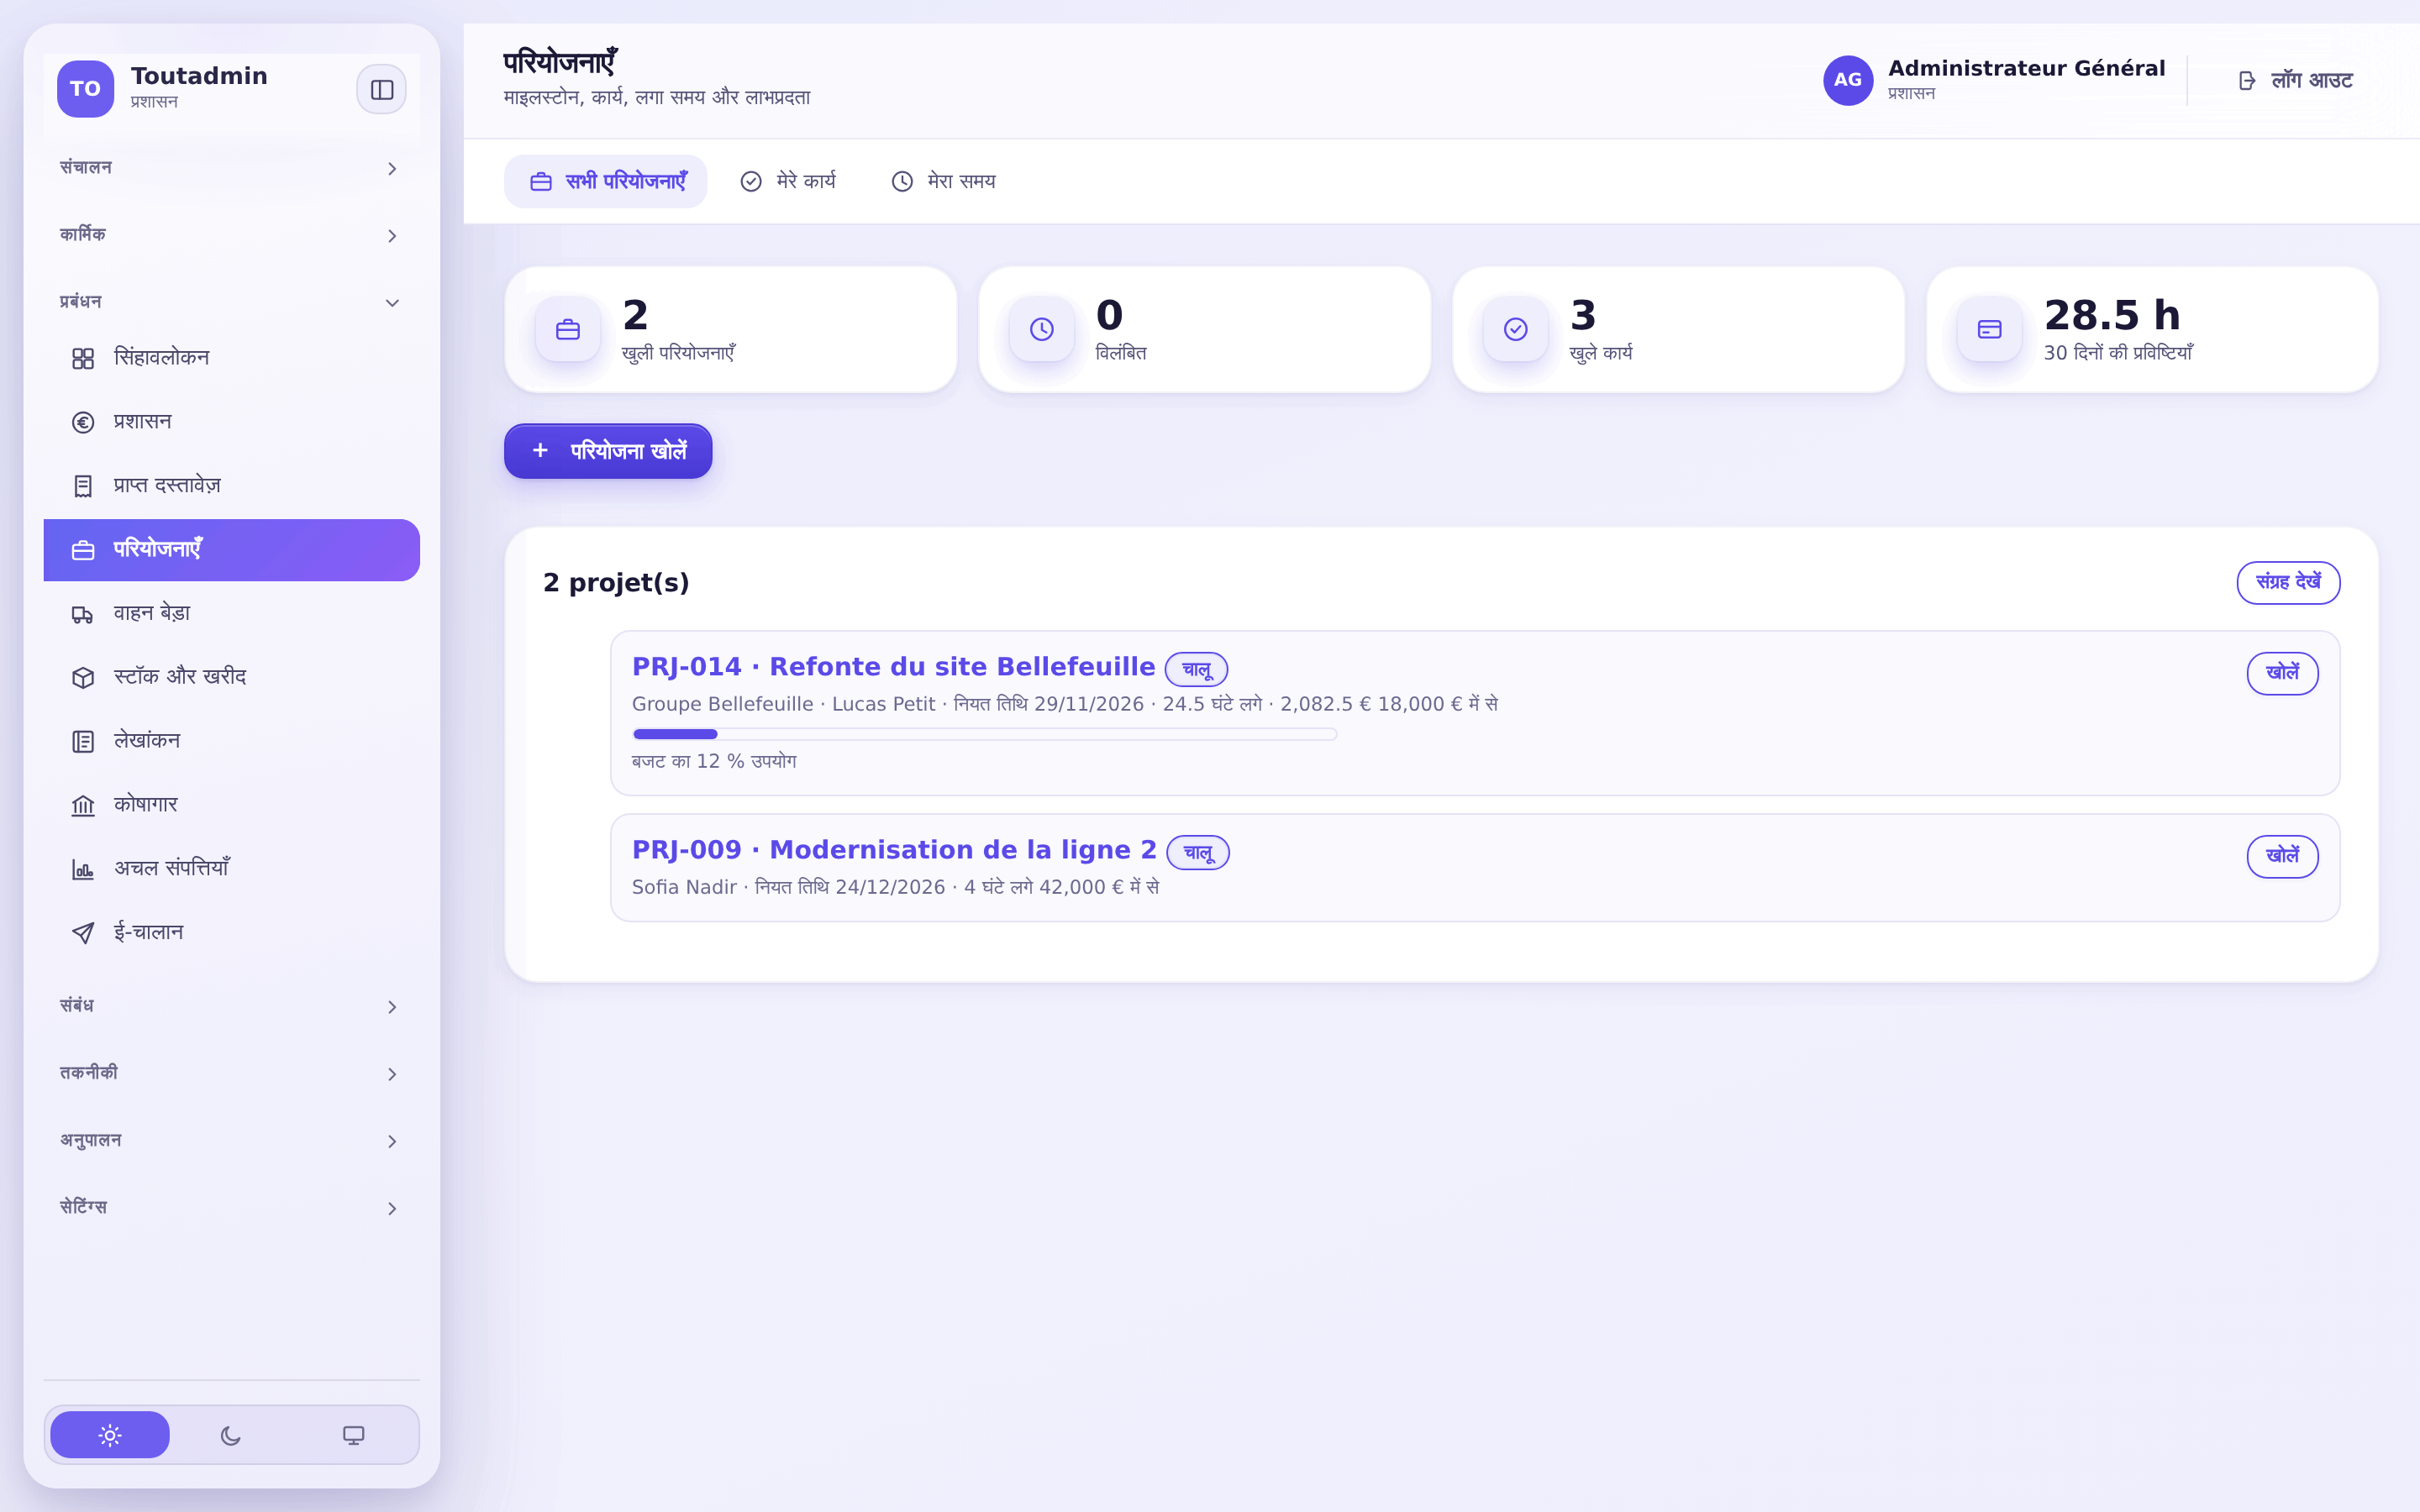 TO
Toutadmin
प्रशासन
संचालन
कार्मिक
प्रबंधन
सिंहावलोकन
प्रशासन
प्राप्त दस्तावेज़
परियोजनाएँ
वाहन बेड़ा
स्टॉक और खरीद
लेखांकन
कोषागार
अचल संपत्तियाँ
ई-चालान
संबंध
तकनीकी
अनुपालन
सेटिंग्स
परियोजनाएँ
माइलस्टोन, कार्य, लगा समय और लाभप्रदता
AG
Administrateur Général
प्रशासन
लॉग आउट
सभी परियोजनाएँ
मेरे कार्य
मेरा समय
2
खुली परियोजनाएँ
0
विलंबित
3
खुले कार्य
28.5 h
30 दिनों की प्रविष्टियाँ
+ परियोजना खोलें
2 projet(s)
संग्रह देखें
PRJ-014 · Refonte du site Bellefeuille चालू
खोलें
Groupe Bellefeuille · Lucas Petit · नियत तिथि 29/11/2026 · 24.5 घंटे लगे · 2,082.5 € 18,000 € में से
बजट का 12 % उपयोग
PRJ-009 · Modernisation de la ligne 2 चालू
खोलें
Sofia Nadir · नियत तिथि 24/12/2026 · 4 घंटे लगे 42,000 € में से